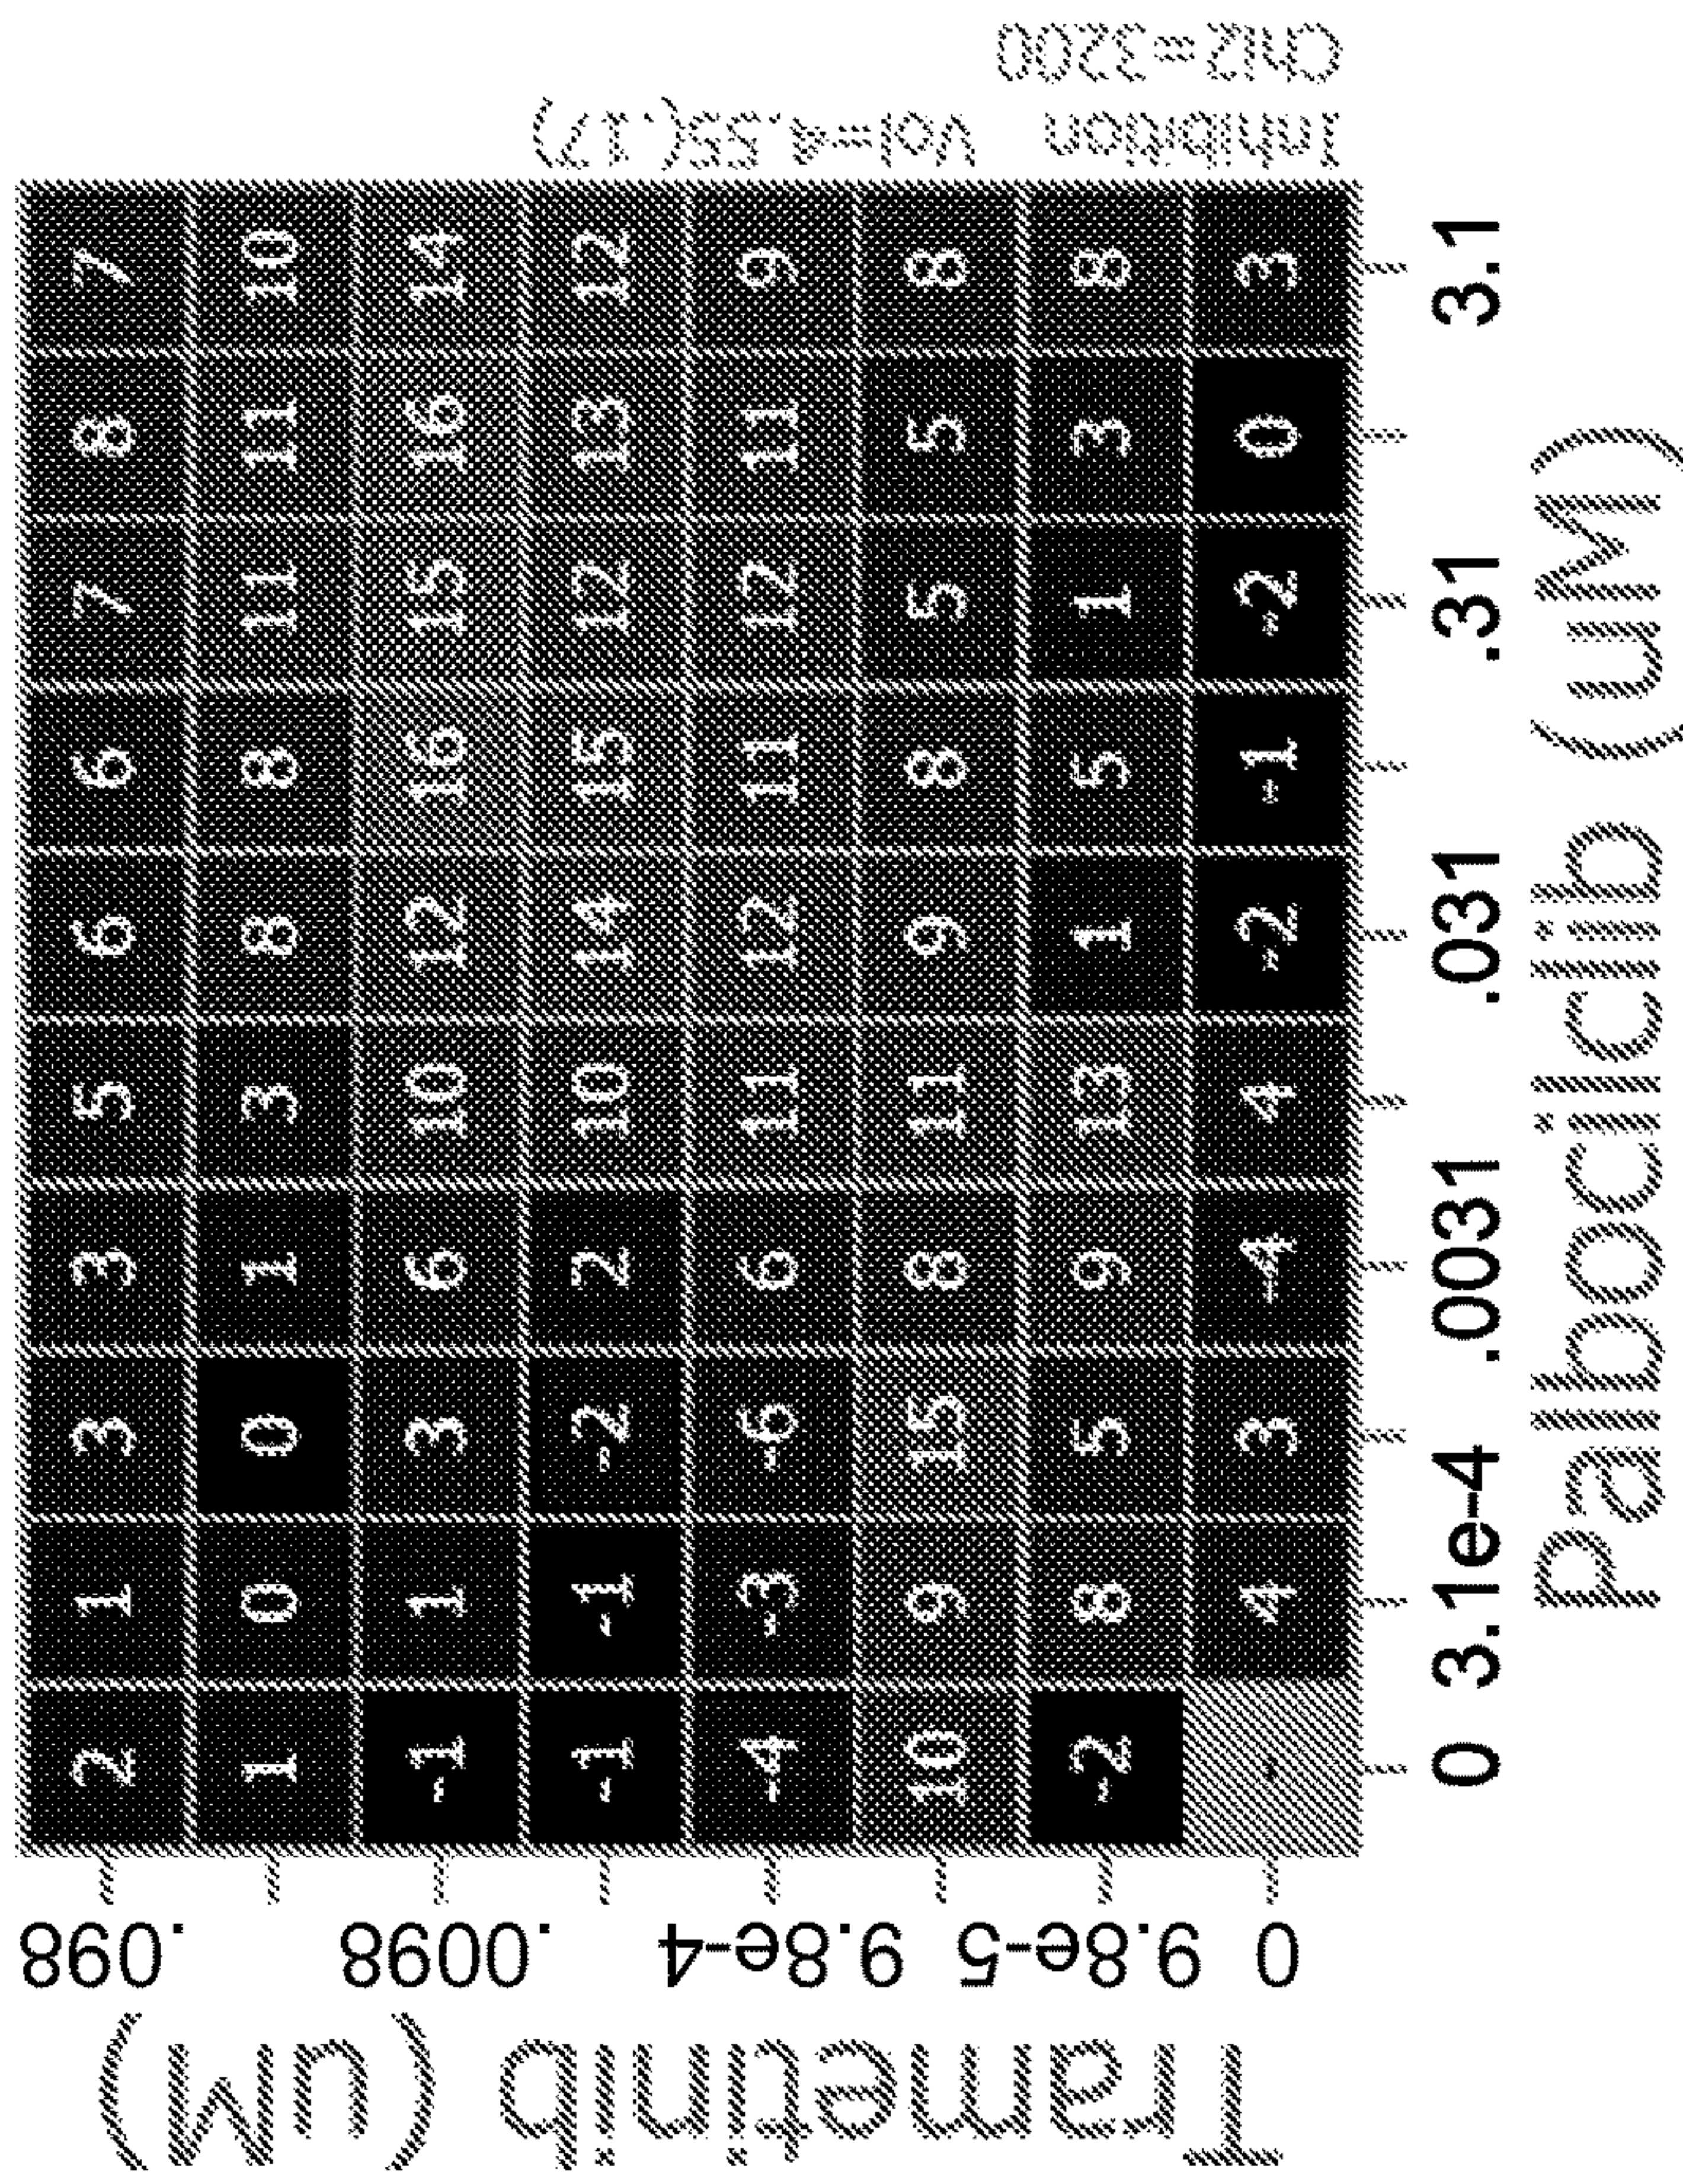 Trametinib (uM)
.098 2 1 3 3 5 6 6 7 8 7
1 0 0 1 3 8 8 11 11 10
.0098 -1 1 3 6 10 12 16 15 16 14
-1 -1 -2 2 10 14 15 12 13 12
9.8e-4 -4 -3 -6 6 11 12 11 12 11 9
10 9 15 8 11 9 8 5 5 8
9.8e-5 -2 8 5 9 13 1 5 1 3 8
0 - 4 3 -4 4 -2 -1 -2 0 3
0 3.1e-4 .0031 .031 .31 3.1
Palbociclib (uM)
Inhibition Vol=4.55(.17)
Chi2=3200